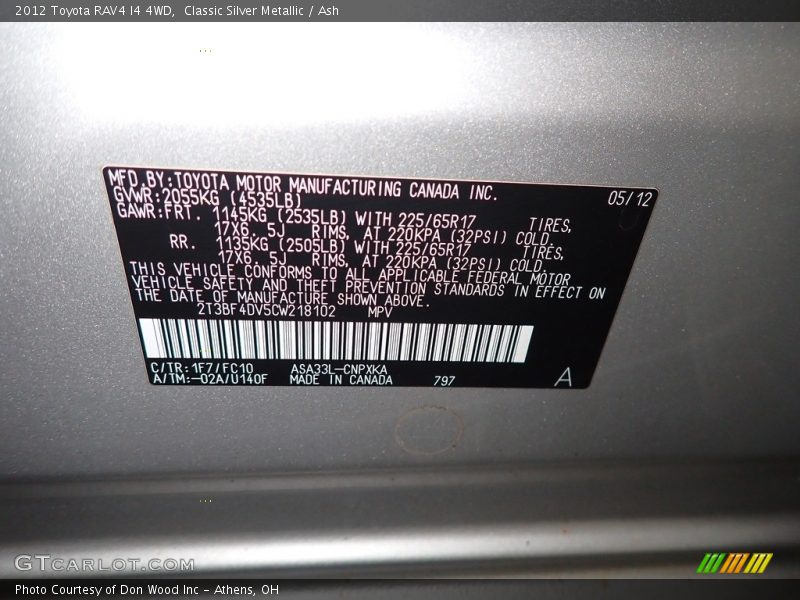 2012 Toyota RAV4 I4 4WD,  Classic Silver Metallic / Ash
MFD.BY:TOYOTA MOTOR MANUFACTURING CANADA INC. 05/12
GVWR:2055KG (4535LB)
GAWR:FRT. 1145KG (2535LB) WITH 225/65R17 TIRES,
17X6.5J RIMS, AT 220KPA (32PSI) COLD.
RR. 1135KG (2505LB) WITH 225/65R17 TIRES,
17X6.5J RIMS, AT 220KPA (32PSI) COLD.
THIS VEHICLE CONFORMS TO ALL APPLICABLE FEDERAL MOTOR
VEHICLE SAFETY AND THEFT PREVENTION STANDARDS IN EFFECT ON
THE DATE OF MANUFACTURE SHOWN ABOVE.
2T3BF4DV5CW218102 MPV
C/TR:1F7/FC10 ASA33L-CNPXKA
A/TM:-02A/U140F MADE IN CANADA 797 A
GTCARLOT.COM
Photo Courtesy of Don Wood Inc - Athens, OH